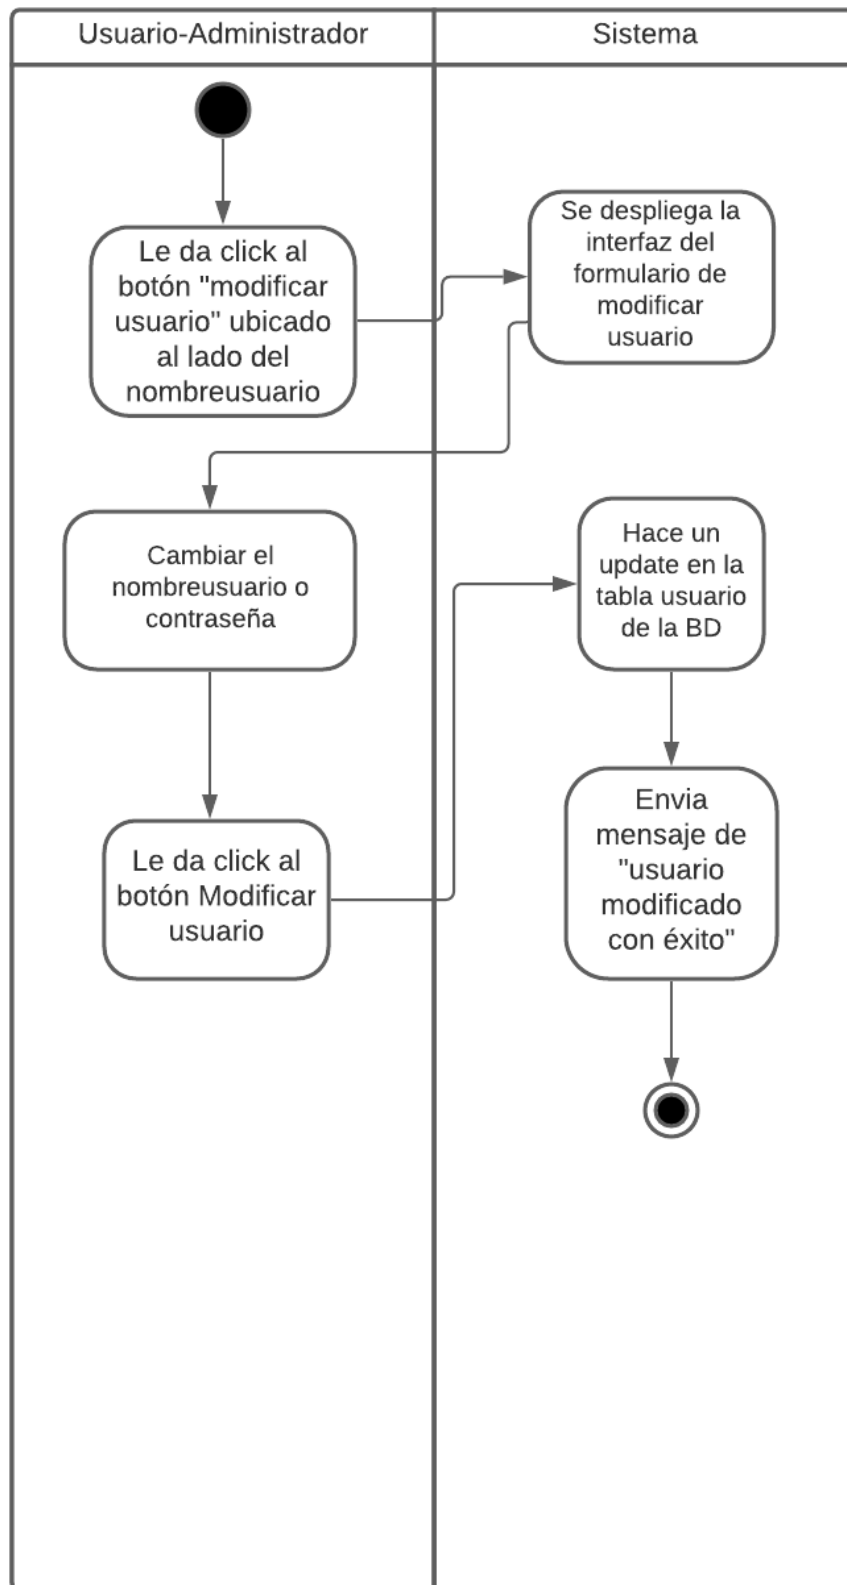 Usuario-Administrador
Sistema
Le da click al
botón "modificar
usuario" ubicado
al lado del
nombreusuario
Se despliega la
interfaz del
formulario de
modificar
usuario
Cambiar el
nombreusuario o
contraseña
Le da click al
botón Modificar
usuario
Hace un
update en la
tabla usuario
de la BD
Envia
mensaje de
"usuario
modificado
con éxito"